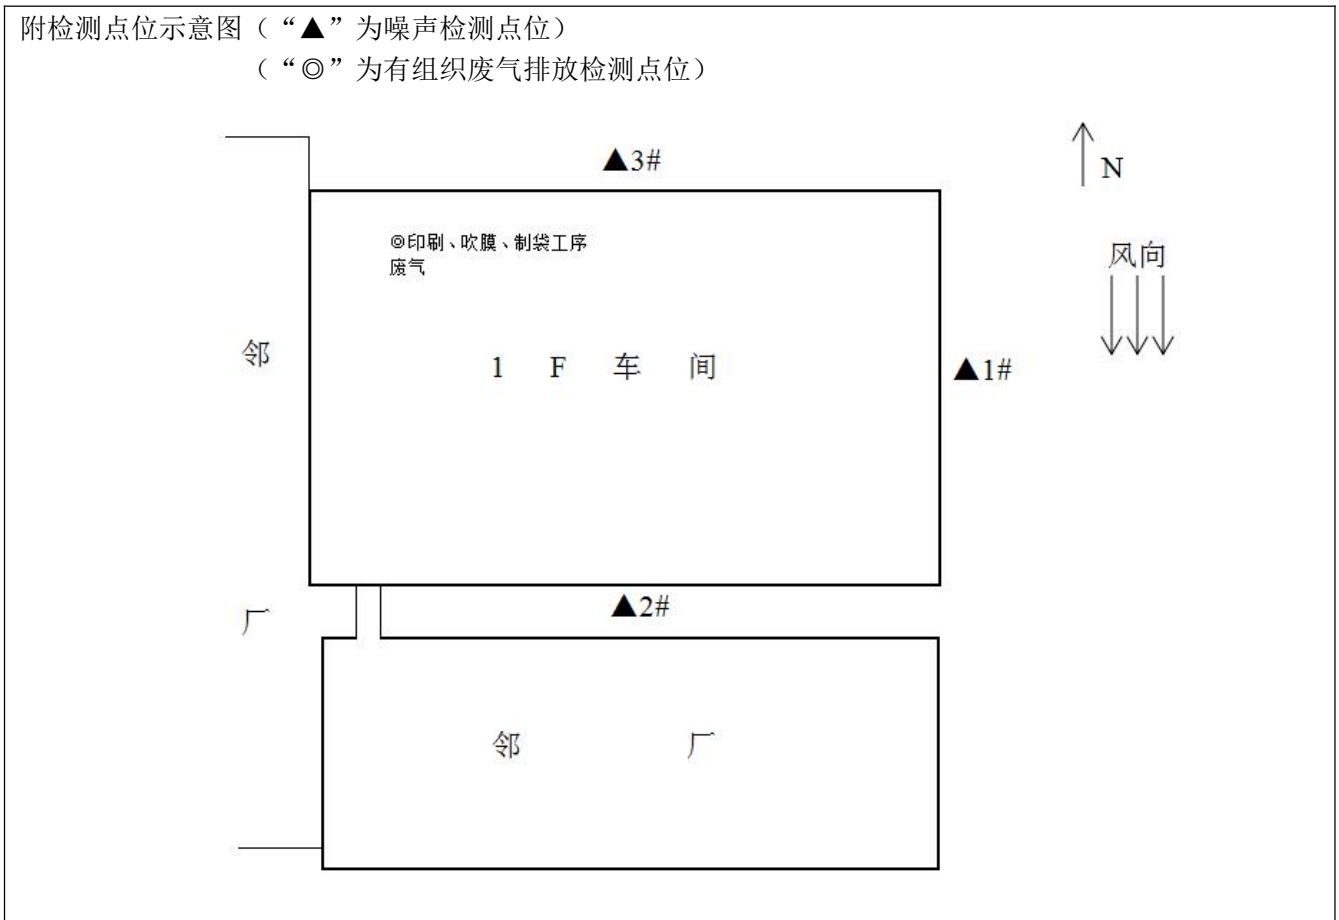 附检测点位示意图（“▲”为噪声检测点位）
（“◎”为有组织废气排放检测点位）
▲3#
N
◎印刷、吹膜、制袋工序
废气
风向
邻
1 F 车 间
▲1#
厂
▲2#
邻 厂